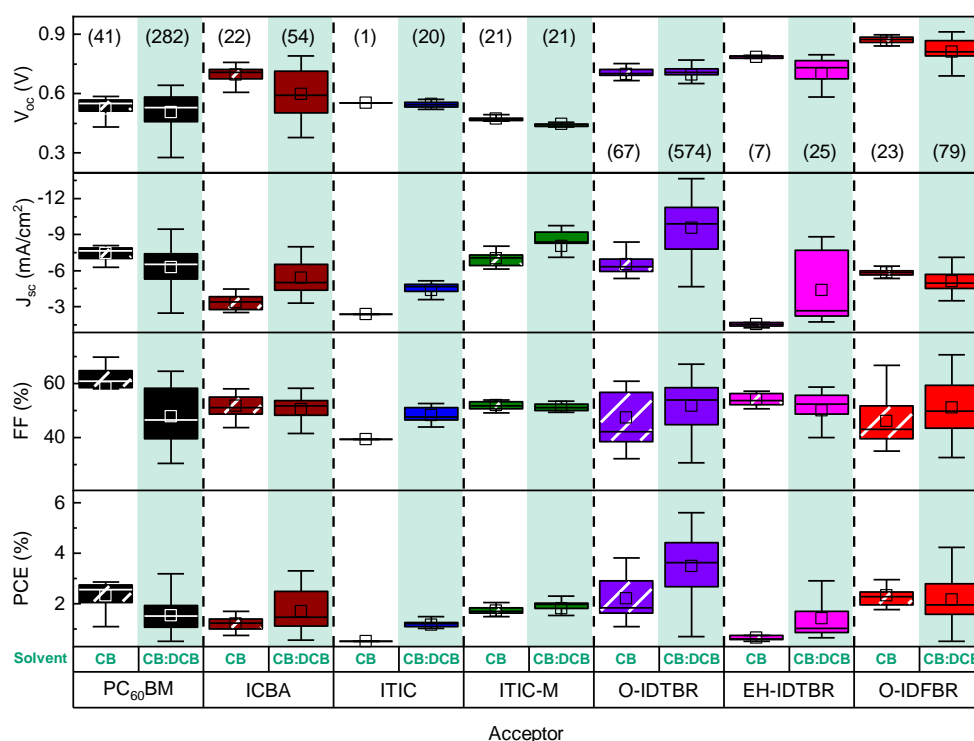 (41) (282) (22) (54) (1) (20) (21) (21)
0.9
0.6
0.3
V_oc (V)
(67) (574) (7) (25) (23) (79)
-12
-9
-6
-3
J_sc (mA/cm²)
60
40
FF (%)
6
4
2
PCE (%)
Solvent CB CB:DCB CB CB:DCB CB CB:DCB CB CB:DCB CB CB:DCB CB CB:DCB CB CB:DCB
PC₆₀BM ICBA ITIC ITIC-M O-IDTBR EH-IDTBR O-IDFBR
Acceptor